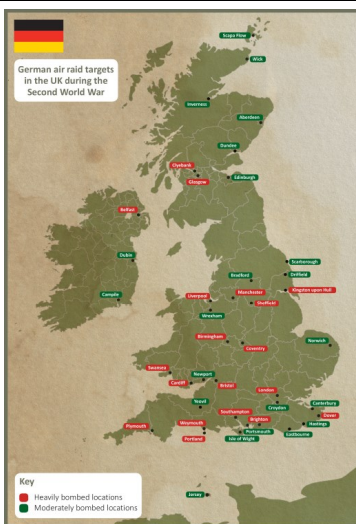 German air raid targets
in the UK during the
Second World War
Scapa Flow
Wick
Inverness
Aberdeen
Dundee
Clydebank
Glasgow
Edinburgh
Belfast
Dublin
Campile
Scarborough
Driffield
Bradford
Kingston upon Hull
Liverpool
Manchester
Sheffield
Wrexham
Birmingham
Coventry
Norwich
Swansea
Newport
Cardiff
Bristol
London
Yeovil
Croydon
Canterbury
Southampton
Dover
Weymouth
Brighton
Hastings
Plymouth
Portsmouth
Eastbourne
Portland
Isle of Wight
Jersey
Key
Heavily bombed locations
Moderately bombed locations